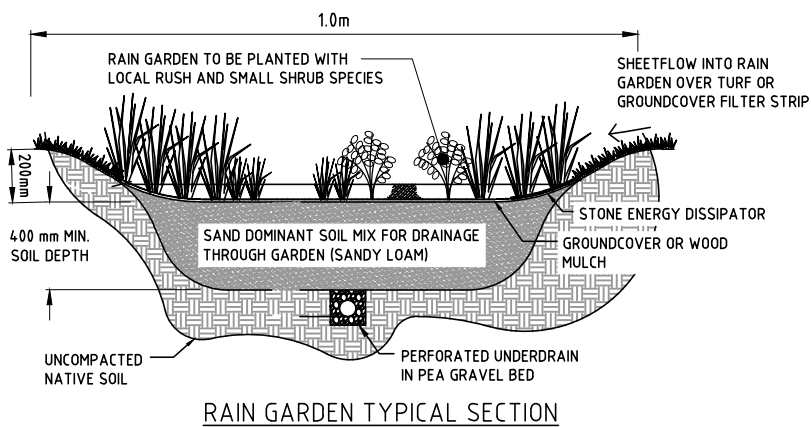 1.0m
RAIN GARDEN TO BE PLANTED WITH
LOCAL RUSH AND SMALL SHRUB SPECIES
SHEETFLOW INTO RAIN
GARDEN OVER TURF OR
GROUNDCOVER FILTER STRIP
200mm
400 mm MIN.
SOIL DEPTH
SAND DOMINANT SOIL MIX FOR DRAINAGE
THROUGH GARDEN (SANDY LOAM)
STONE ENERGY DISSIPATOR
GROUNDCOVER OR WOOD
MULCH
UNCOMPACTED
NATIVE SOIL
PERFORATED UNDERDRAIN
IN PEA GRAVEL BED
RAIN GARDEN TYPICAL SECTION